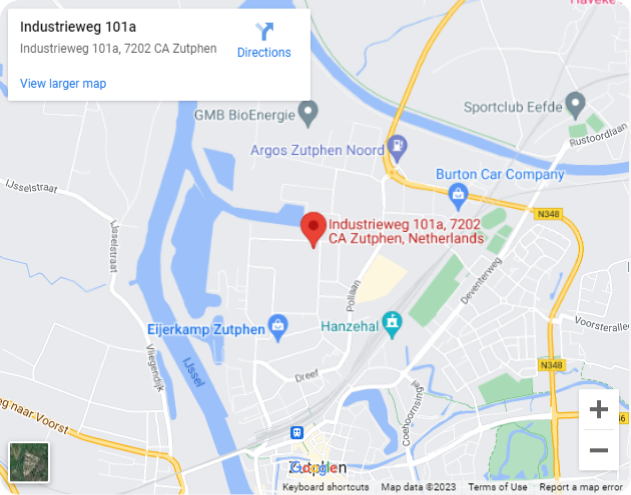 Haveke
Industrieweg 101a
Industrieweg 101a, 7202 CA Zutphen
Directions
View larger map
GMB BioEnergie
Sportclub Eefde
Rustoordlaan
Argos Zutphen Noord
Burton Car Company
IJsselstraat
N348
IJsselstraat
Industrieweg 101a, 7202
CA Zutphen, Netherlands
Deventerweg
Pollaan
Voorsterallee
Eijerkamp Zutphen
Hanzehal
Vliegendijk
IJssel
N348
Dreef
Coehoornsingel
eg naar Voorst
Zutphen
Google
Keyboard shortcuts
Map data ©2023
Terms of Use
Report a map error